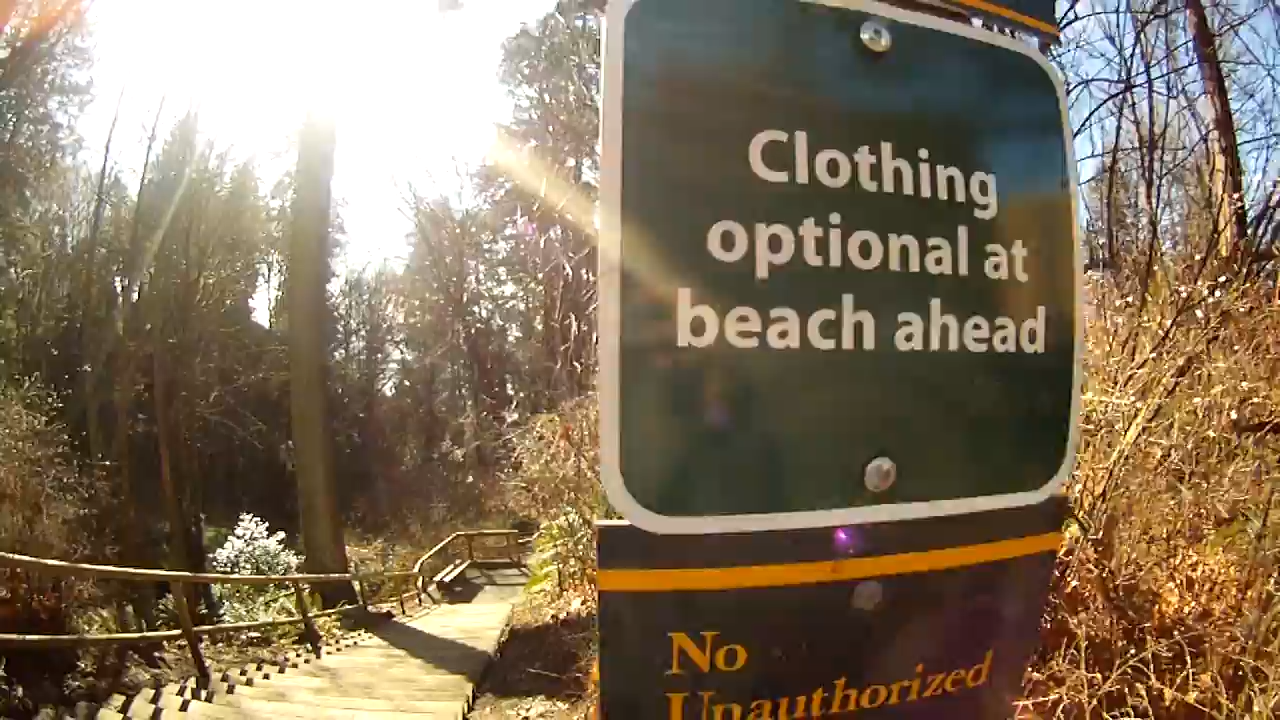 Clothing
optional at
beach ahead
No
Unauthorized